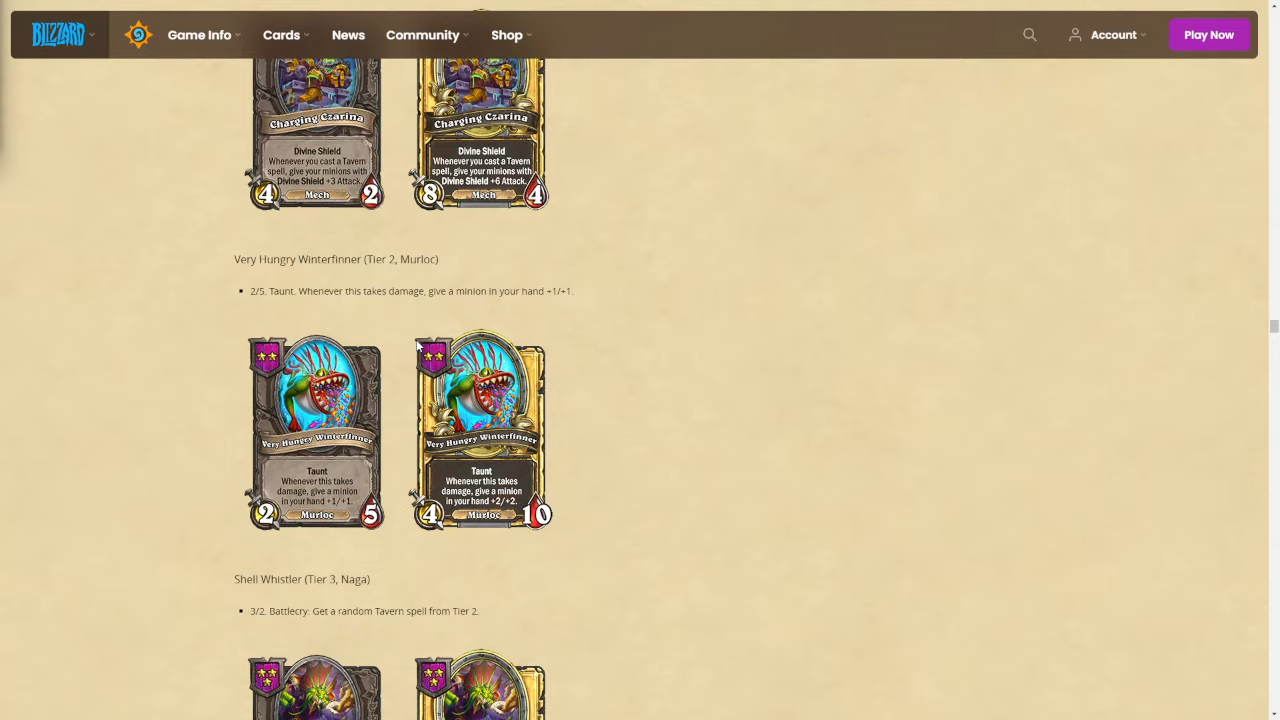 BLIZZARD
Game Info
Cards
News
Community
Shop
Account
Play Now
Charging Czarina
Divine Shield
Whenever you cast a Tavern
spell, give your minions with
Divine Shield +3 Attack.
4
Mech
2
Charging Czarina
Divine Shield
Whenever you cast a Tavern
spell, give your minions with
Divine Shield +6 Attack.
8
Mech
4
Very Hungry Winterfinner (Tier 2, Murloc)
2/5. Taunt. Whenever this takes damage, give a minion in your hand +1/+1.
Very Hungry Winterfinner
Taunt
Whenever this takes
damage, give a minion
in your hand +1/+1.
2
Murloc
5
Very Hungry Winterfinner
Taunt
Whenever this takes
damage, give a minion
in your hand +2/+2.
4
Murloc
10
Shell Whistler (Tier 3, Naga)
3/2. Battlecry: Get a random Tavern spell from Tier 2.